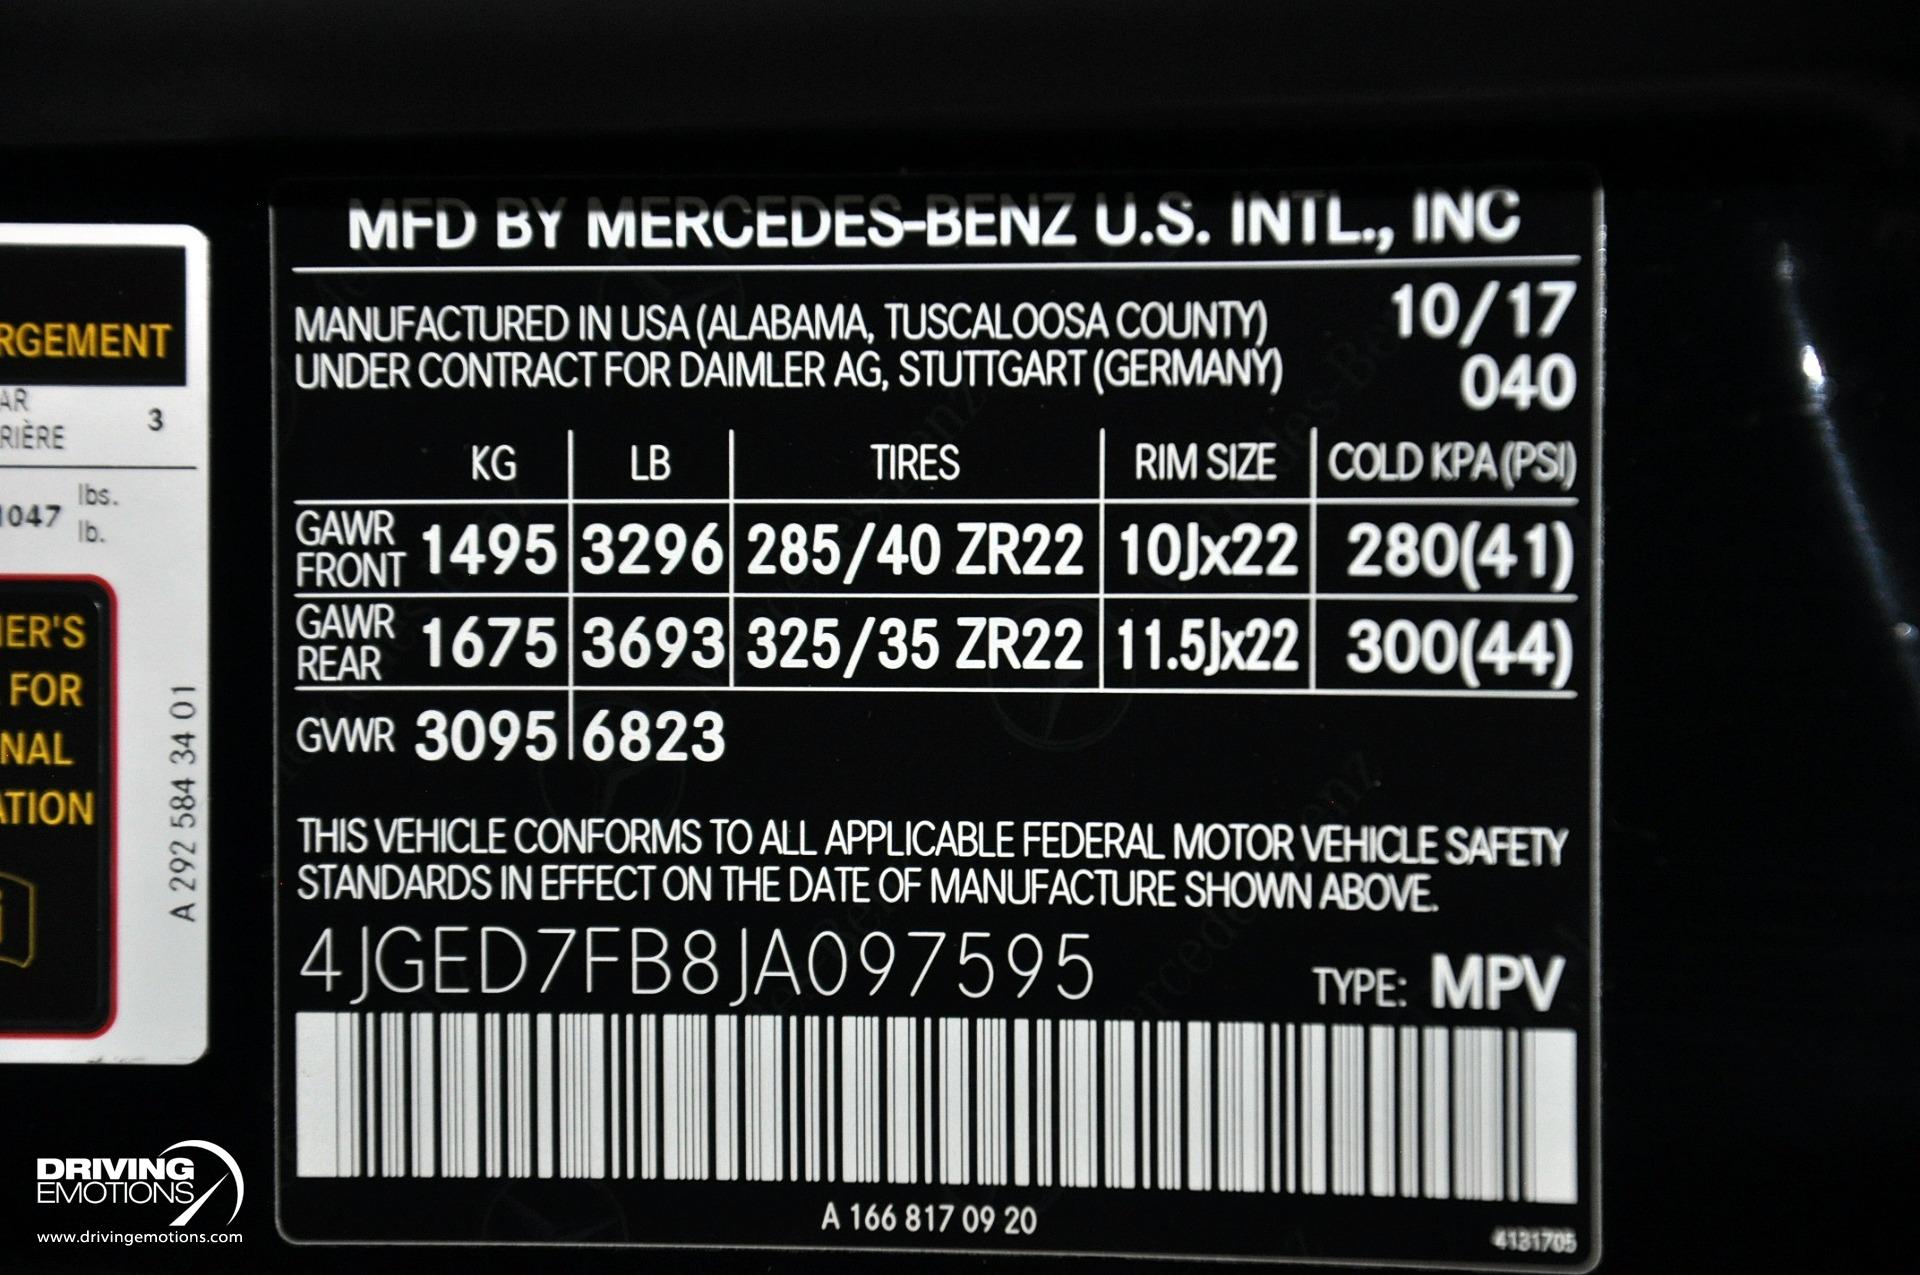 RGEMENT
AR
RIÈRE
3
1047
lbs.
lb.
IER'S
FOR
NAL
ATION
A 292 584 34 01
MFD BY MERCEDES-BENZ U.S. INTL., INC
MANUFACTURED IN USA (ALABAMA, TUSCALOOSA COUNTY)
UNDER CONTRACT FOR DAIMLER AG, STUTTGART (GERMANY)
10/17
040
KG LB TIRES RIM SIZE COLD KPA (PSI)
GAWR FRONT 1495 3296 285/40 ZR22 10Jx22 280(41)
GAWR REAR 1675 3693 325/35 ZR22 11.5Jx22 300(44)
GVWR 3095 6823
THIS VEHICLE CONFORMS TO ALL APPLICABLE FEDERAL MOTOR VEHICLE SAFETY
STANDARDS IN EFFECT ON THE DATE OF MANUFACTURE SHOWN ABOVE.
4JGED7FB8JA097595
TYPE: MPV
A 166 817 09 20
4131705
DRIVING
EMOTIONS
www.drivingemotions.com